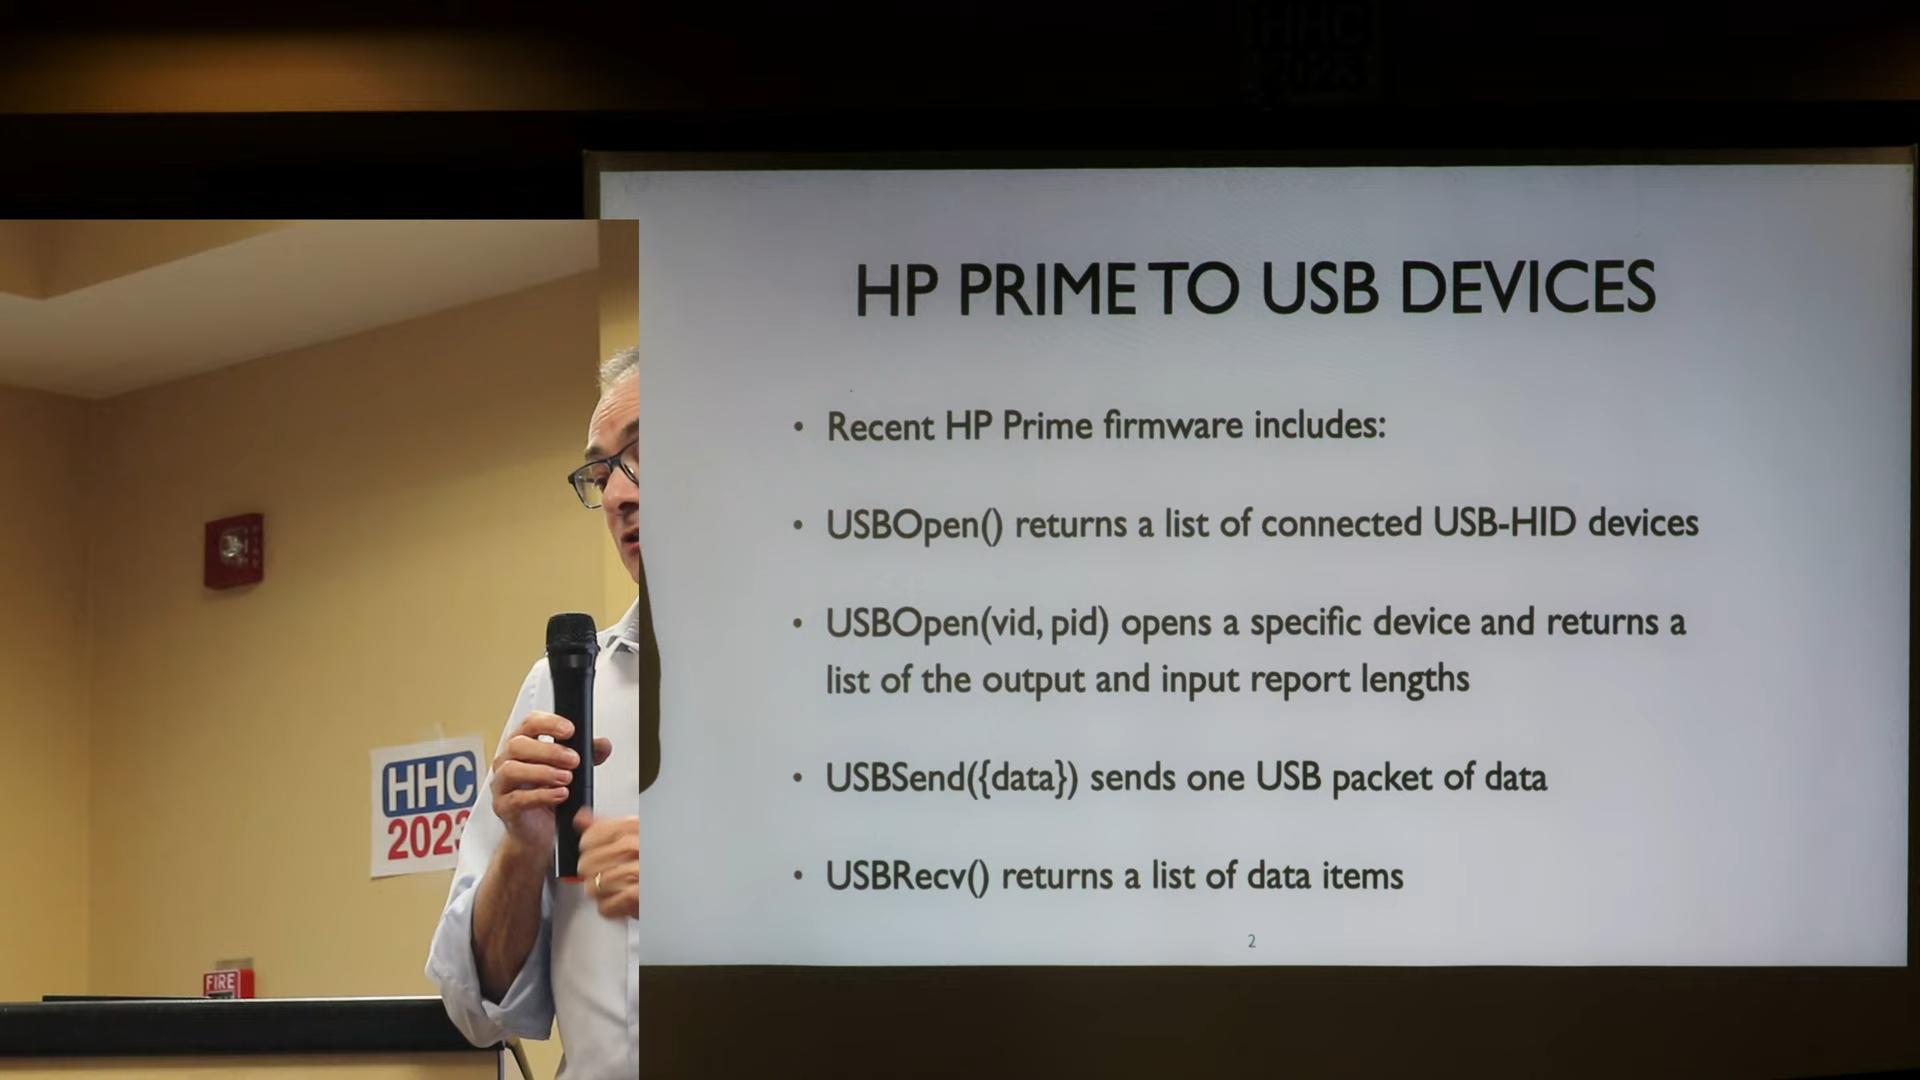 HHC
2023
HP PRIME TO USB DEVICES
• Recent HP Prime firmware includes:
• USBOpen() returns a list of connected USB-HID devices
• USBOpen(vid, pid) opens a specific device and returns a
list of the output and input report lengths
• USBSend({data}) sends one USB packet of data
• USBRecv() returns a list of data items
2
HHC
2023
FIRE